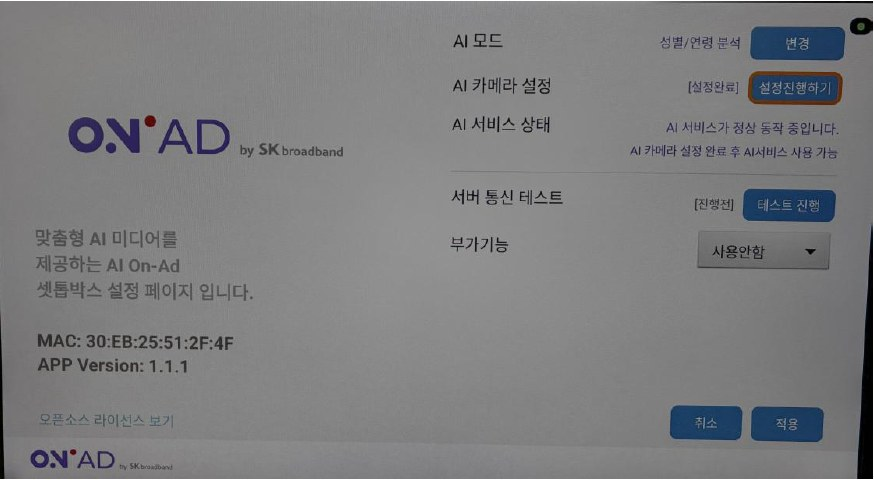 AI 모드
성별/연령 분석
변경
AI 카메라 설정
[설정완료]
설정진행하기
AI 서비스 상태
AI 서비스가 정상 동작 중입니다.
AI 카메라 설정 완료 후 AI서비스 사용 가능
ON AD by SK broadband
서버 통신 테스트
[진행전]
테스트 진행
부가기능
사용안함
맞춤형 AI 미디어를
제공하는 AI On-Ad
셋톱박스 설정 페이지 입니다.
MAC: 30:EB:25:51:2F:4F
APP Version: 1.1.1
오픈소스 라이선스 보기
취소
적용
ON AD by SK broadband